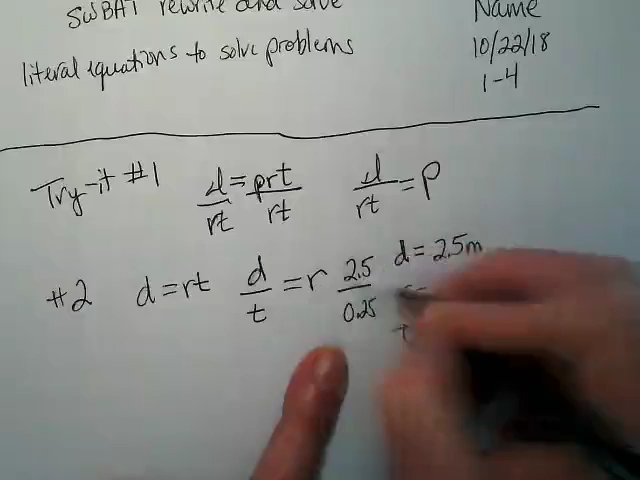 SWBAT rewrite and solve
literal equations to solve problems
Name
10/22/18
1-4
Try-it #1 d/rt = prt/rt d/rt = p
#2 d = rt d/t = r 2.5/0.25 d = 2.5m
t